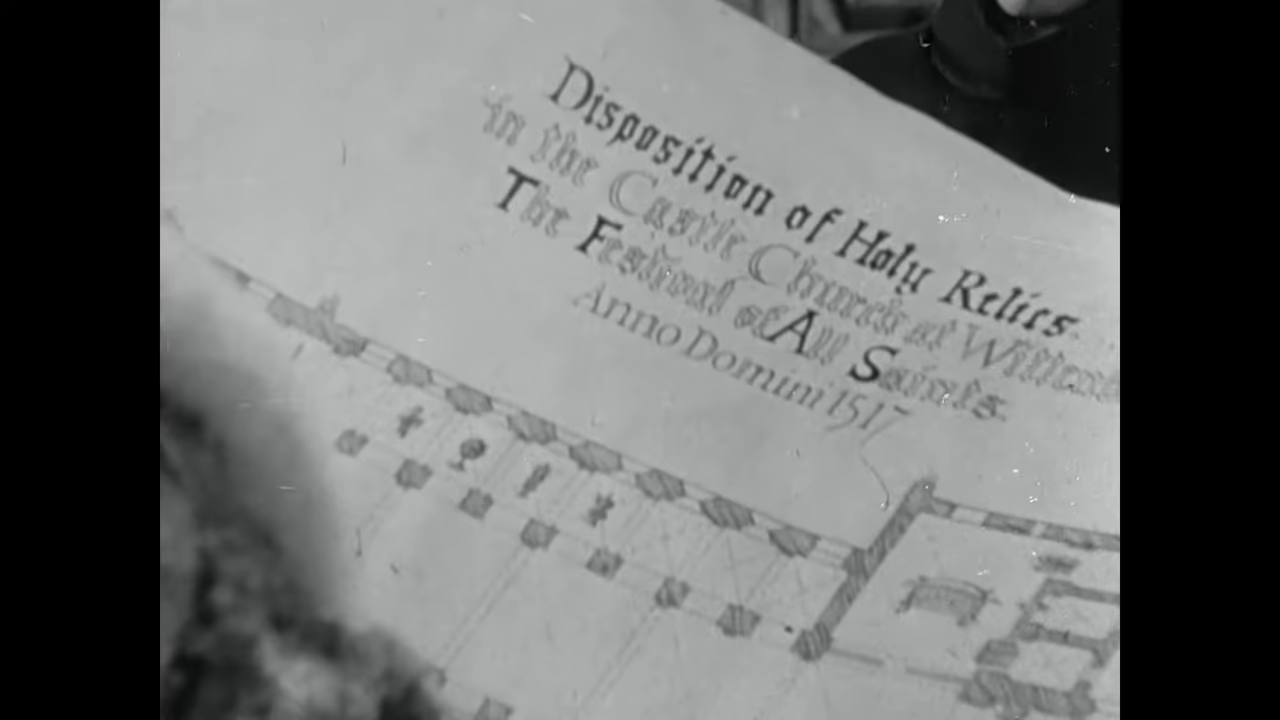 Disposition of Holy Relics
in the Castle Church at
The Festival of All Saints.
Anno Domini 1517